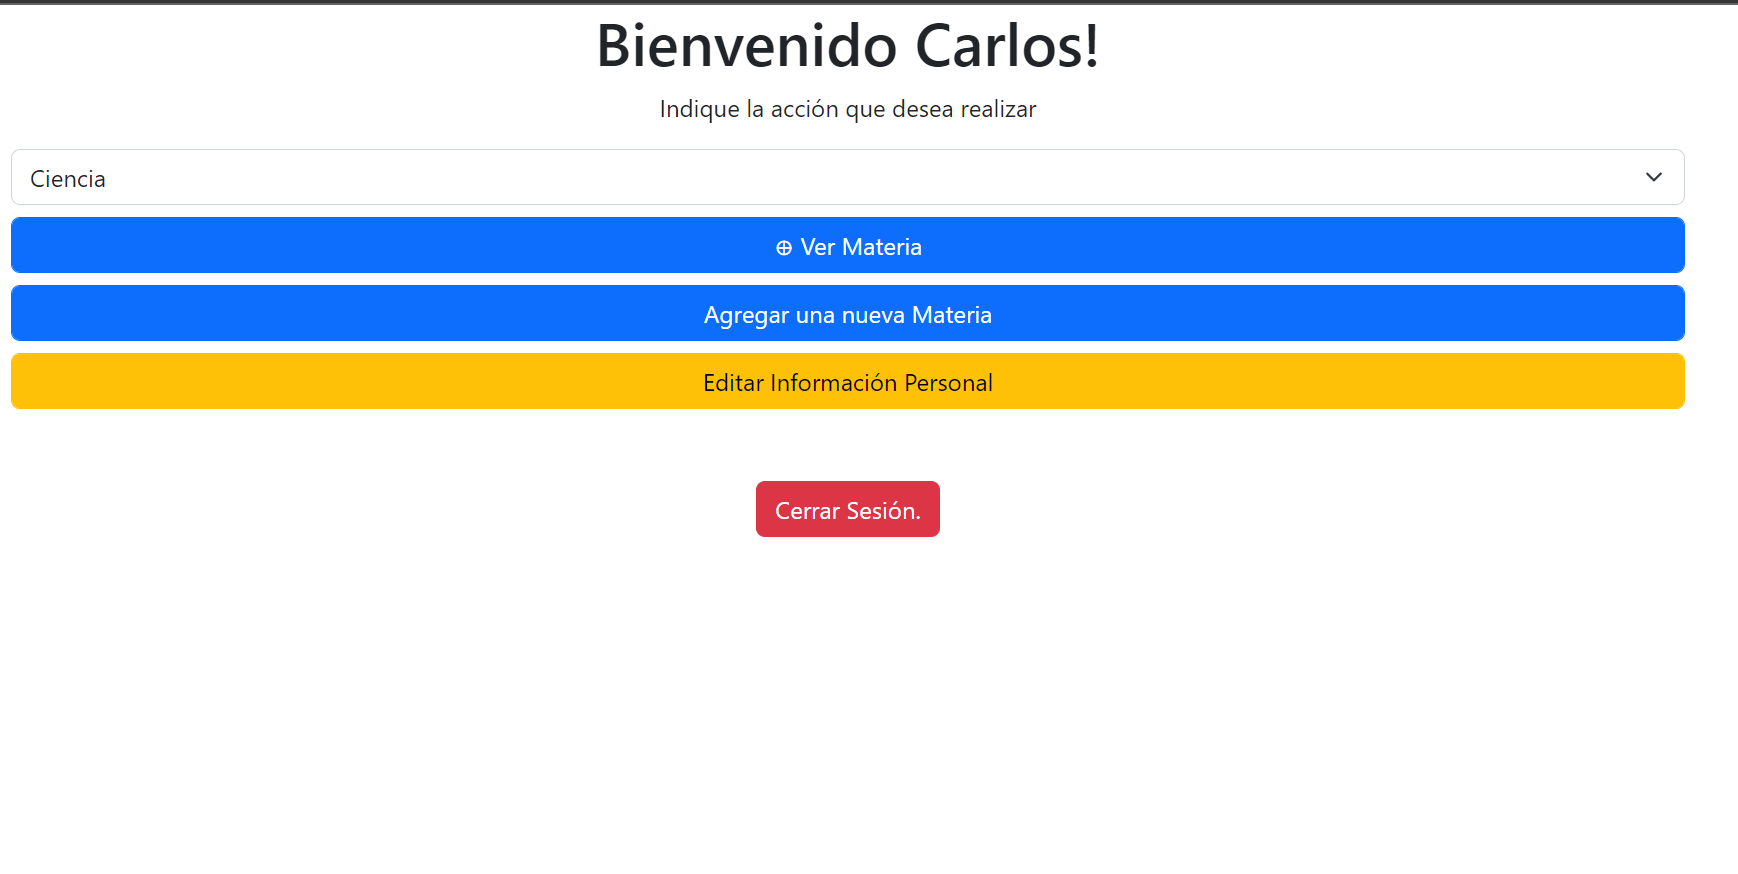 Bienvenido Carlos!
Indique la acción que desea realizar
Ciencia
⊕ Ver Materia
Agregar una nueva Materia
Editar Información Personal
Cerrar Sesión.